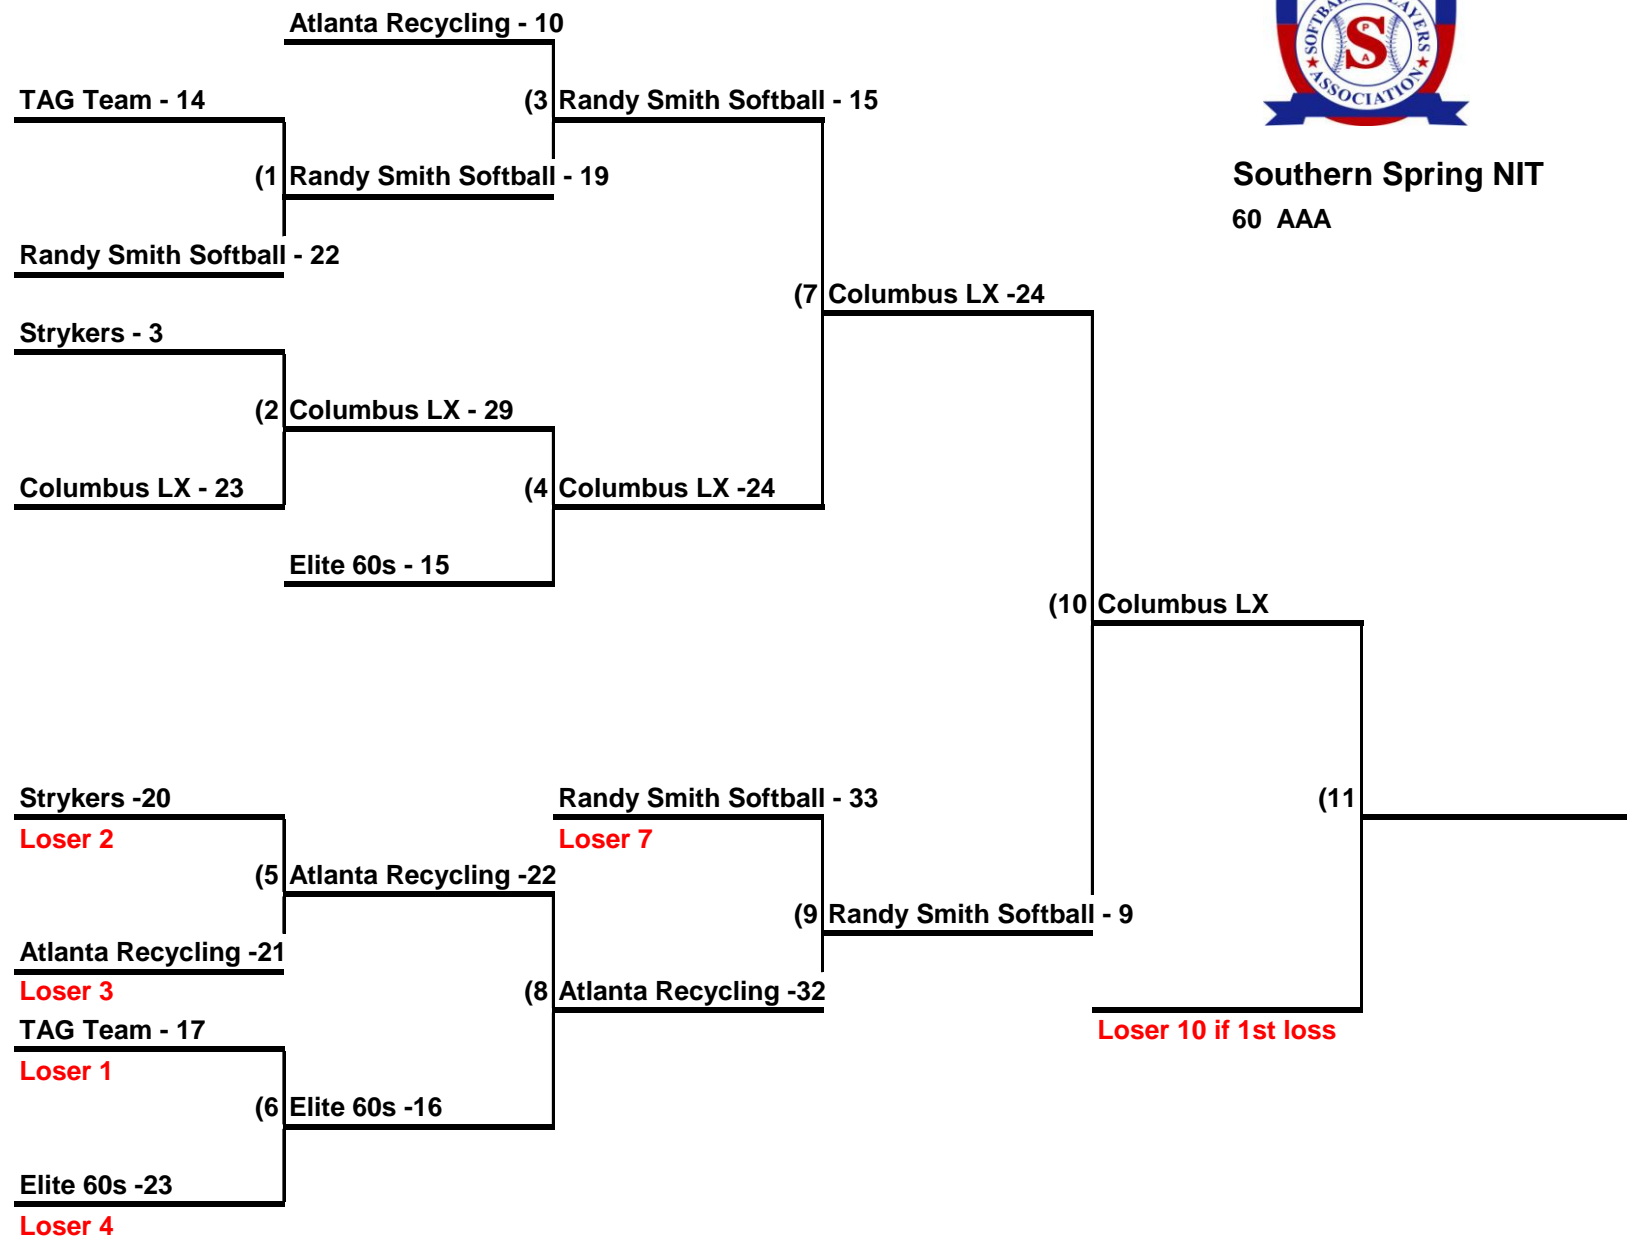 Atlanta Recycling - 10
TAG Team - 14
(3 Randy Smith Softball - 15
(1 Randy Smith Softball - 19
Randy Smith Softball - 22
SOFTBALL PLAYERS
ASSOCIATION
S
P
A
Southern Spring NIT
60 AAA
(7 Columbus LX -24
Strykers - 3
(2 Columbus LX - 29
Columbus LX - 23
(4 Columbus LX -24
Elite 60s - 15
(10 Columbus LX
Strykers -20
Loser 2
Randy Smith Softball - 33
Loser 7
(11
(5 Atlanta Recycling -22
(9 Randy Smith Softball - 9
Atlanta Recycling -21
Loser 3
(8 Atlanta Recycling -32
TAG Team - 17
Loser 1
Loser 10 if 1st loss
(6 Elite 60s -16
Elite 60s -23
Loser 4